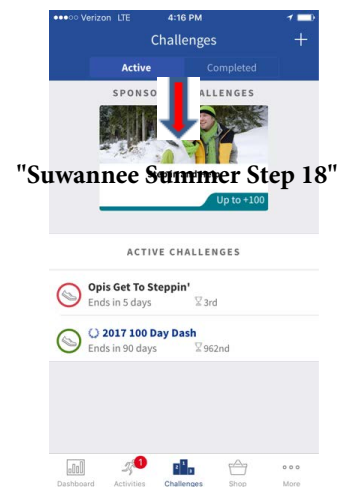 Verizon LTE 4:16 PM
Challenges +
Active Completed
SPONSO ALLENGES
"Suwannee Summer Step 18"
Up to +100
ACTIVE CHALLENGES
Opis Get To Steppin'
Ends in 5 days 3rd
2017 100 Day Dash
Ends in 90 days 962nd
1
Dashboard Activities Challenges Shop More